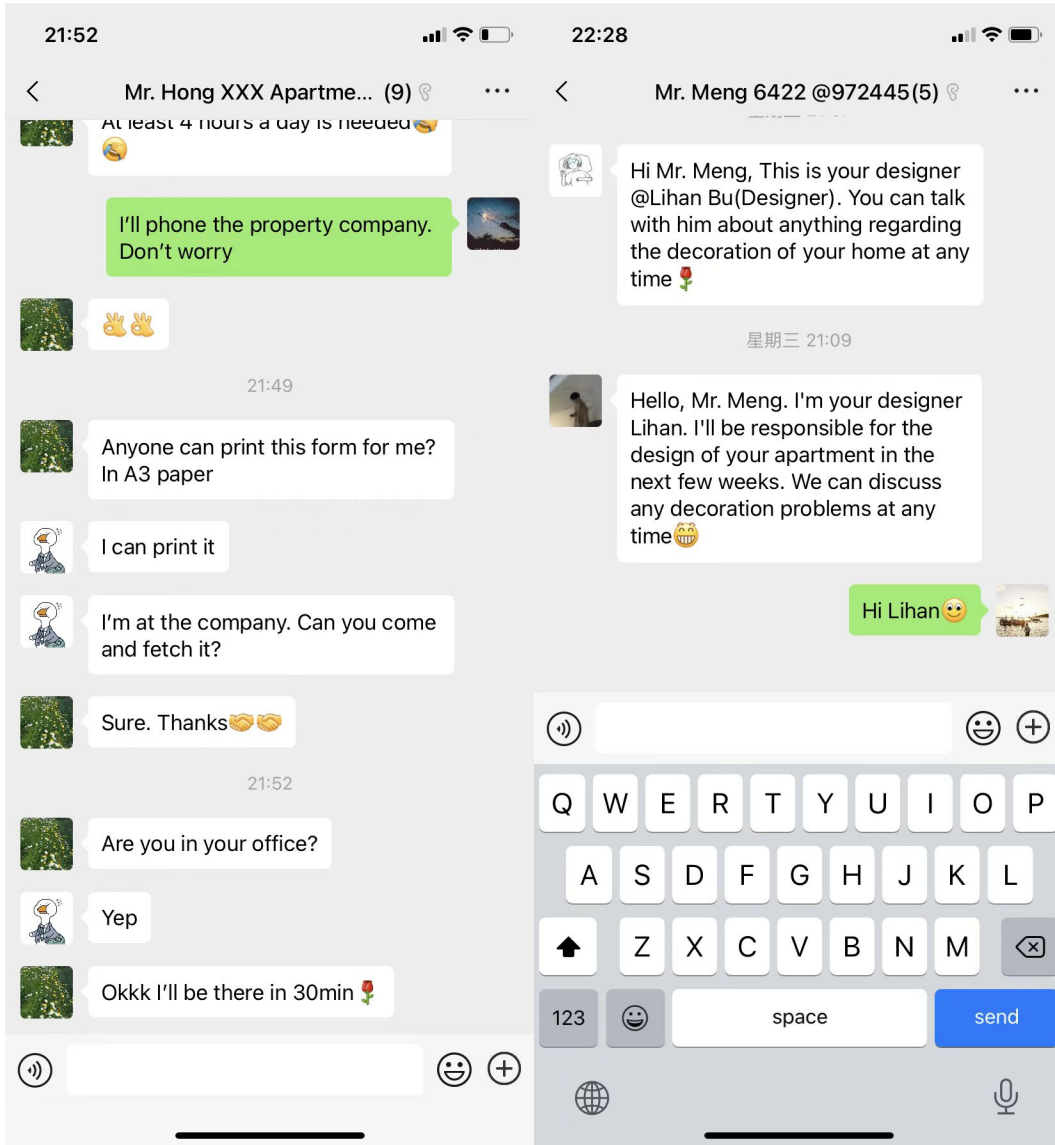 21:52
Mr. Hong XXX Apartme... (9)
At least 4 hours a day is needed😂
😂
I'll phone the property company.
Don't worry
👌👌
21:49
Anyone can print this form for me?
In A3 paper
I can print it
I'm at the company. Can you come
and fetch it?
Sure. Thanks🤝🤝
21:52
Are you in your office?
Yep
Okkk I'll be there in 30min🌹
22:28
Mr. Meng 6422 @972445(5)
Hi Mr. Meng, This is your designer
@Lihan Bu(Designer). You can talk
with him about anything regarding
the decoration of your home at any
time🌹
星期三 21:09
Hello, Mr. Meng. I'm your designer
Lihan. I'll be responsible for the
design of your apartment in the
next few weeks. We can discuss
any decoration problems at any
time😁
Hi Lihan🙂
Q W E R T Y U I O P
A S D F G H J K L
Z X C V B N M
123 space send